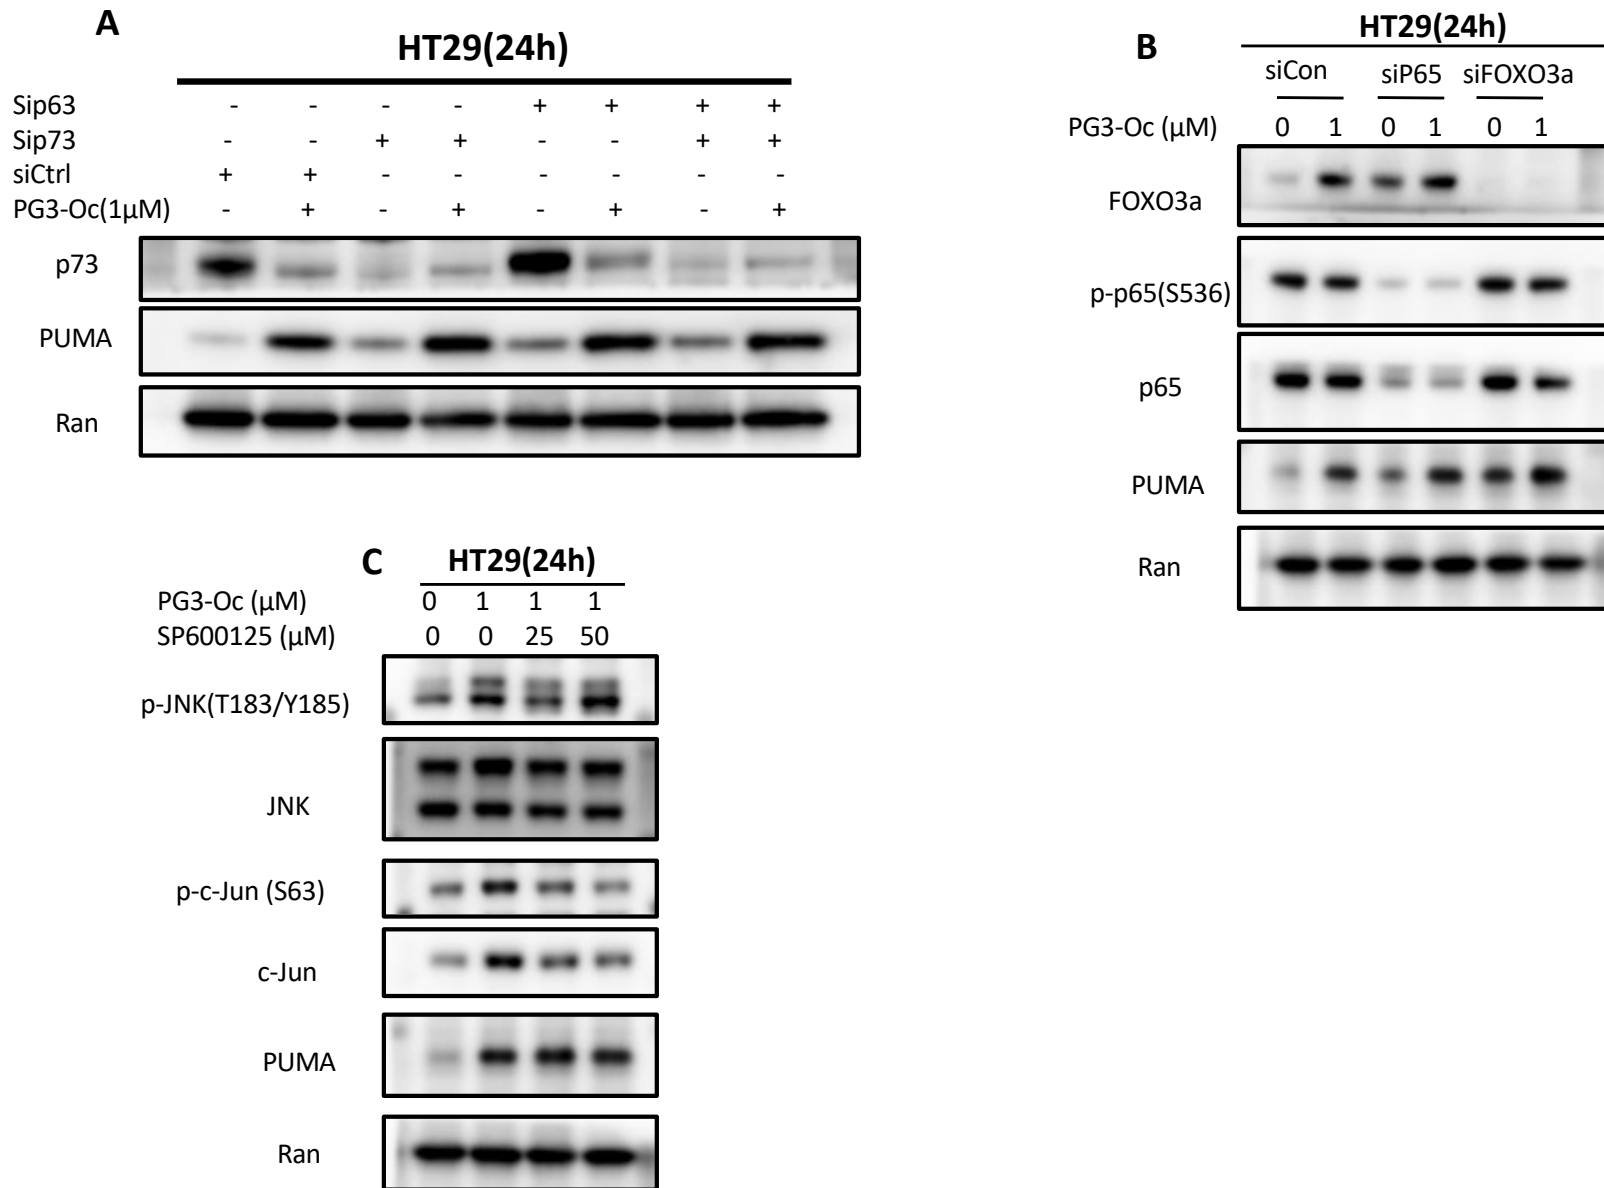 A
HT29(24h)
Sip63 - - - - + + + +
Sip73 - - + + - - + +
siCtrl + + - - - - - -
PG3-Oc(1μM) - + - + - + - +
p73
PUMA
Ran
B
HT29(24h)
siCon siP65 siFOXO3a
PG3-Oc (μM) 0 1 0 1 0 1
FOXO3a
p-p65(S536)
p65
PUMA
Ran
C
HT29(24h)
PG3-Oc (μM) 0 1 1 1
SP600125 (μM) 0 0 25 50
p-JNK(T183/Y185)
JNK
p-c-Jun (S63)
c-Jun
PUMA
Ran